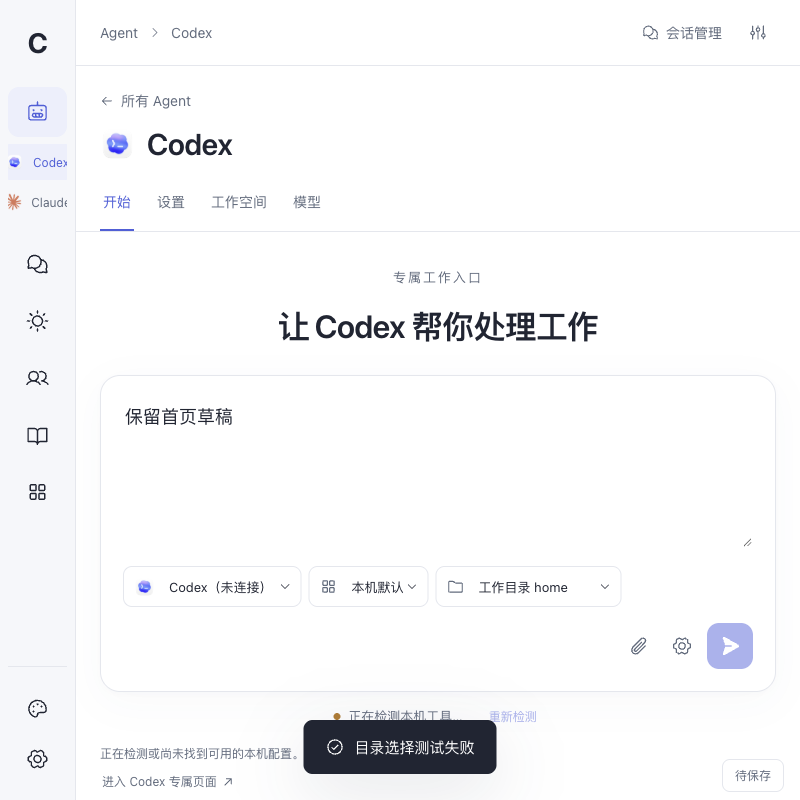 C
Agent > Codex
会话管理
Codex
Claude
← 所有 Agent
Codex
开始 设置 工作空间 模型
专属工作入口
让 Codex 帮你处理工作
保留首页草稿
Codex（未连接）
本机默认
工作目录 home
正在检测本机工具... 重新检测
目录选择测试失败
正在检测或尚未找到可用的本机配置。
进入 Codex 专属页面 ↗
待保存